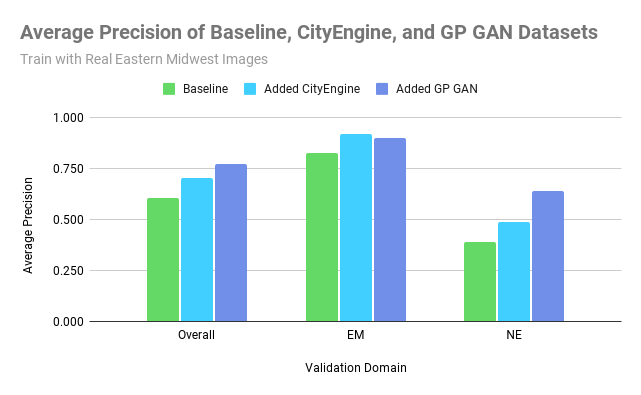 Average Precision of Baseline, CityEngine, and GP GAN Datasets
Train with Real Eastern Midwest Images
Baseline Added CityEngine Added GP GAN
1.000
0.750
0.500
0.250
0.000
Average Precision
Overall EM NE
Validation Domain